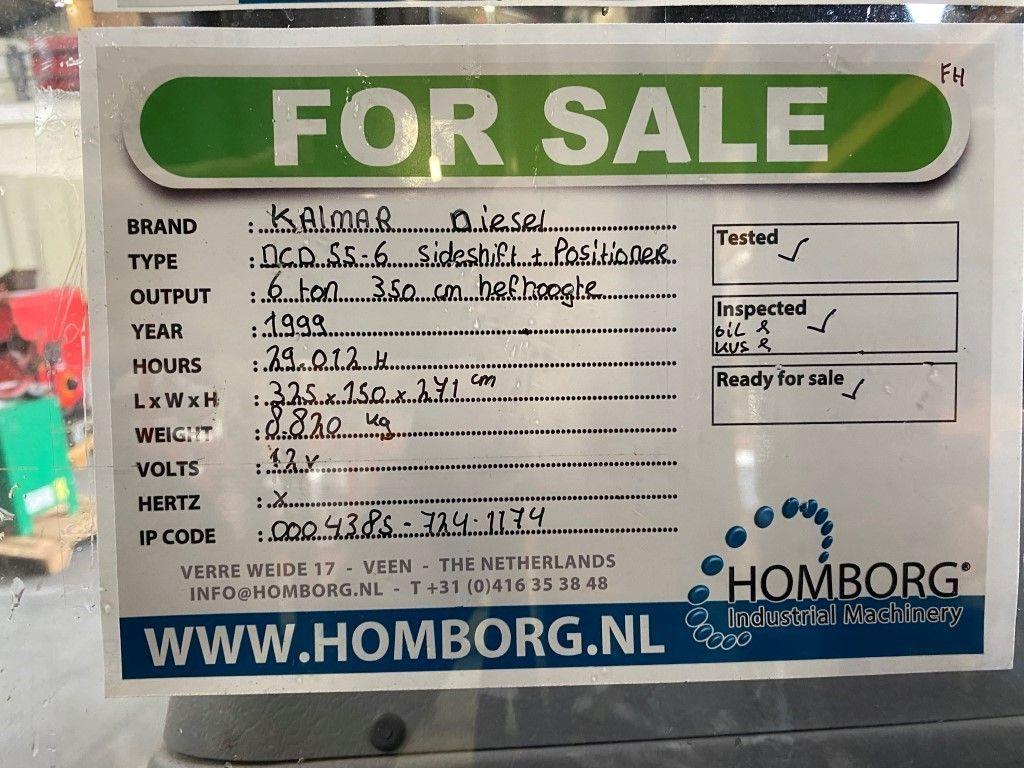 FH
FOR SALE
BRAND : KALMAR Diesel
TYPE : DCD 55-6 Sideshift + Positioner
OUTPUT : 6 ton 350 cm hefhoogte
YEAR : 1999
HOURS : 29.012 H
L x W x H : 325 x 150 x 271 cm
WEIGHT : 8.820 kg
VOLTS : 12v
HERTZ : x
IP CODE : 0004385-724-1174
Tested ✓
Inspected ✓
oil &
Ready for sale ✓
VERRE WEIDE 17 - VEEN - THE NETHERLANDS
INFO@HOMBORG.NL - T +31 (0)416 35 38 48
WWW.HOMBORG.NL
HOMBORG®
Industrial Machinery